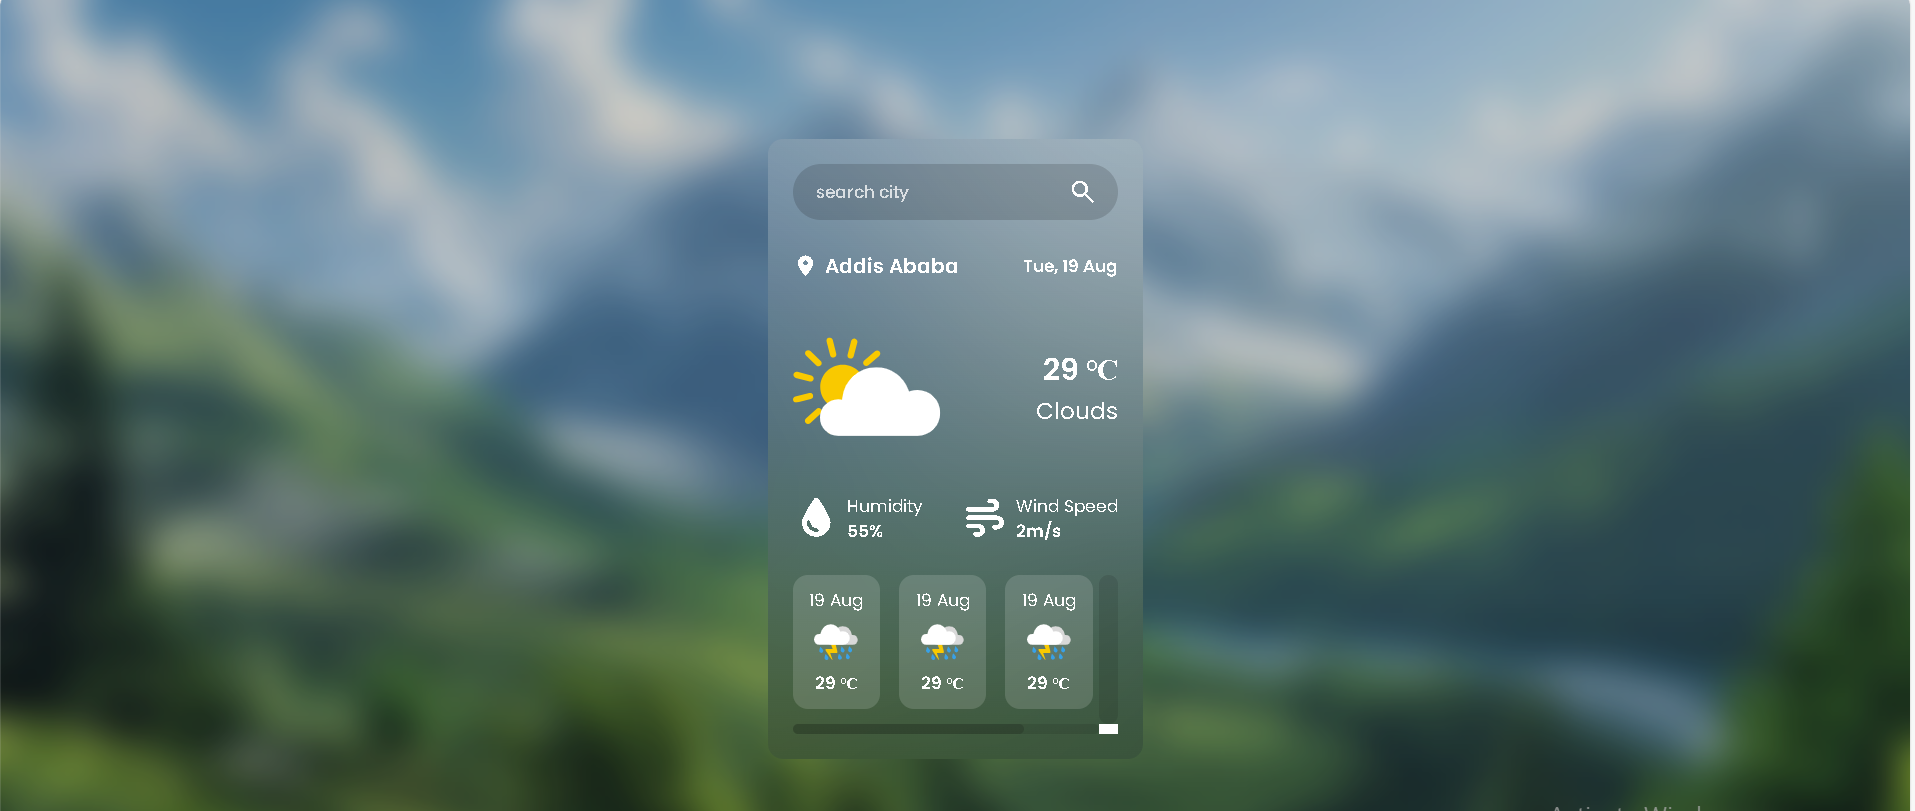 search city
Addis Ababa
Tue, 19 Aug
29 °C
Clouds
Humidity
55%
Wind Speed
2m/s
19 Aug
29 °C
19 Aug
29 °C
19 Aug
29 °C